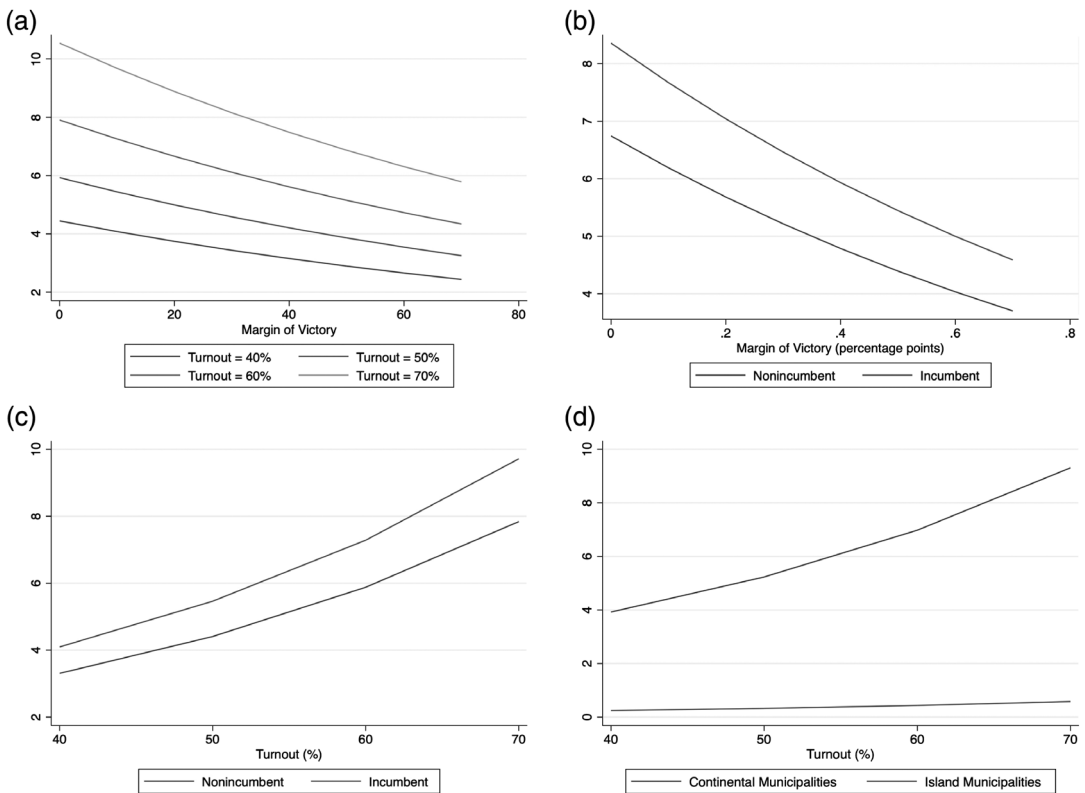 (a)
10
8
6
4
2
0 20 40 60 80
Margin of Victory
Turnout = 40% Turnout = 50%
Turnout = 60% Turnout = 70%
(b)
8
7
6
5
4
0 .2 .4 .6 .8
Margin of Victory (percentage points)
Nonincumbent Incumbent
(c)
10
8
6
4
2
40 50 60 70
Turnout (%)
Nonincumbent Incumbent
(d)
10
8
6
4
2
0
40 50 60 70
Turnout (%)
Continental Municipalities Island Municipalities